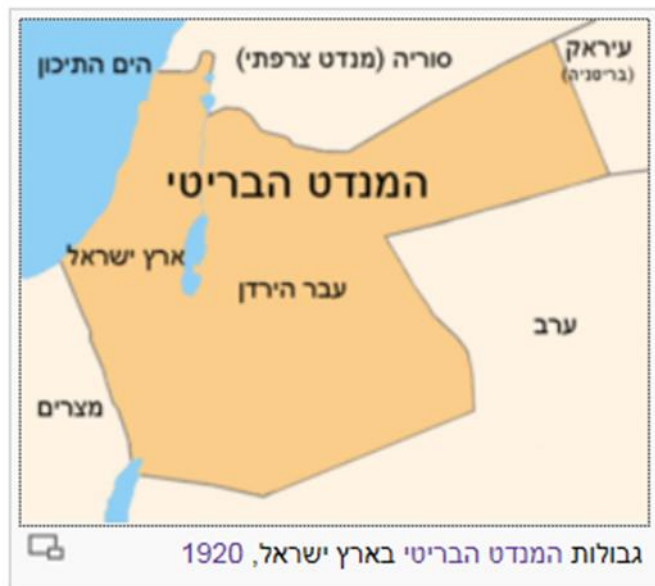 הים התיכון
סוריה (מנדט צרפתי)
עיראק
(בריטניה)
המנדט הבריטי
ארץ ישראל
עבר הירדן
ערב
מצרים
גבולות המנדט הבריטי בארץ ישראל, 1920